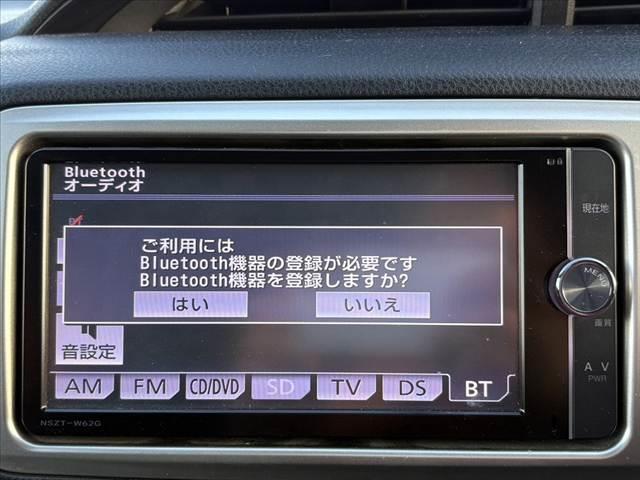 Bluetooth
オーディオ
ご利用には
Bluetooth機器の登録が必要です
Bluetooth機器を登録しますか?
はい いいえ
音設定
AM FM CD/DVD SD TV DS BT
NSZT-W62G
現在地
MENU
画質
AV
PWR